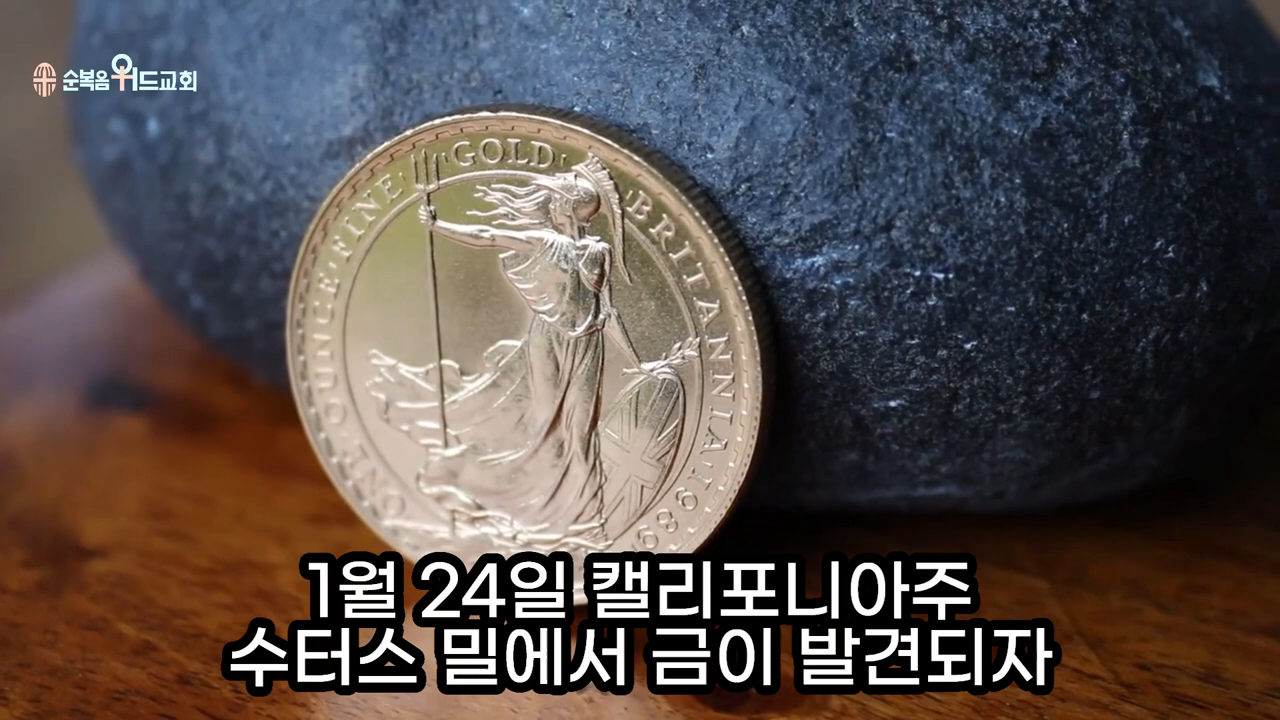 순복음위드교회
ONE OUNCE · FINE · GOLD · BRITANNIA · 1989
1월 24일 캘리포니아주
수터스 밀에서 금이 발견되자